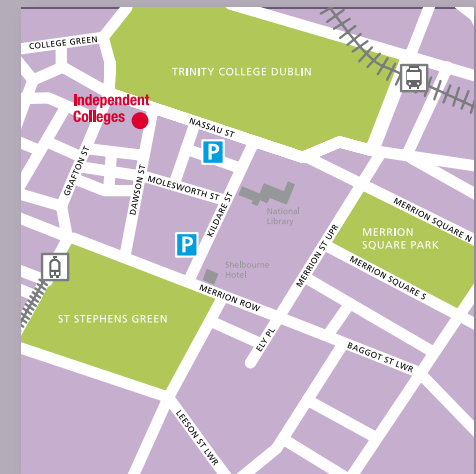 COLLEGE GREEN
TRINITY COLLEGE DUBLIN
Independent
Colleges
NASSAU ST
P
GRAFTON ST
DAWSON ST
MOLESWORTH ST
KILDARE ST
National
Library
MERRION SQUARE N
MERRION
SQUARE PARK
P
MERRION ST UPR
MERRION SQUARE S
Shelbourne
Hotel
MERRION ROW
ST STEPHENS GREEN
ELY PL
BAGGOT ST LWR
LEESON ST LWR